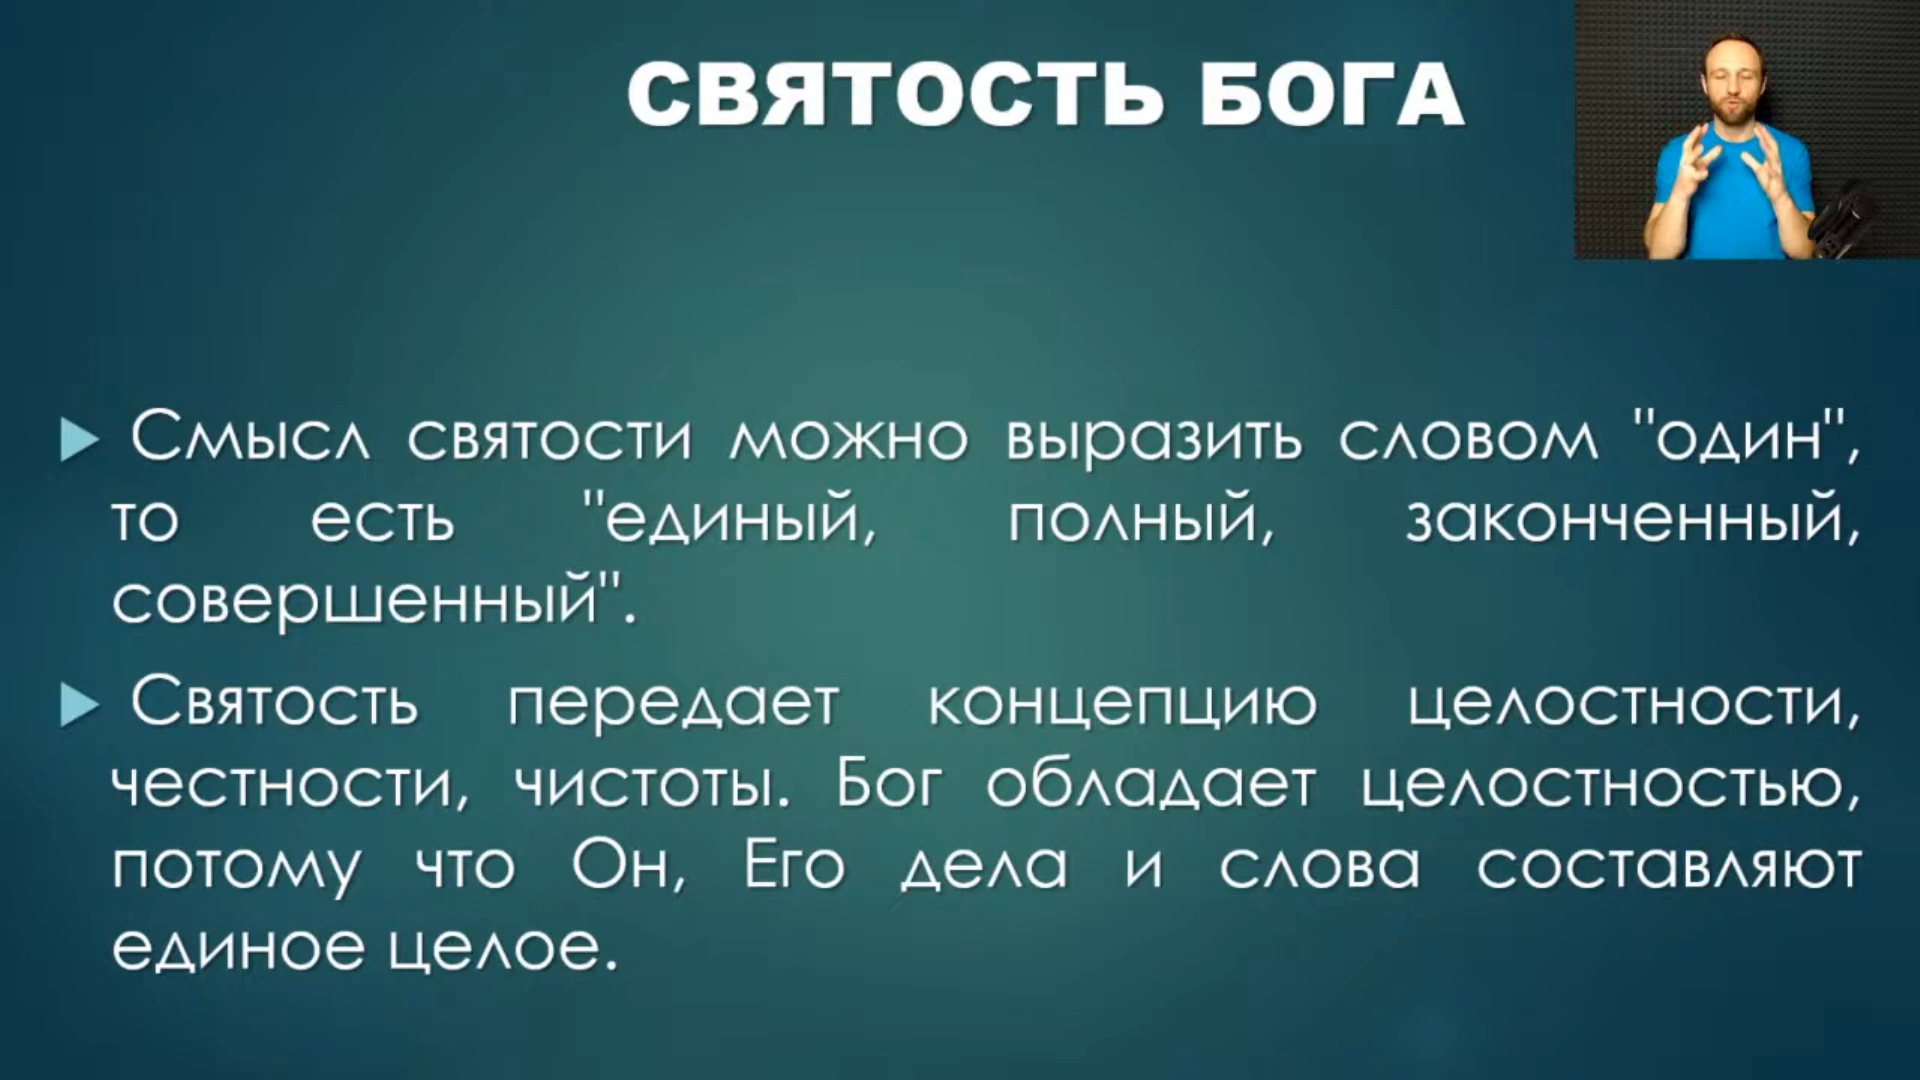 СВЯТОСТЬ БОГА
Смысл святости можно выразить словом "один",
то есть "единый, полный, законченный,
совершенный".
Святость передает концепцию целостности,
честности, чистоты. Бог обладает целостностью,
потому что Он, Его дела и слова составляют
единое целое.